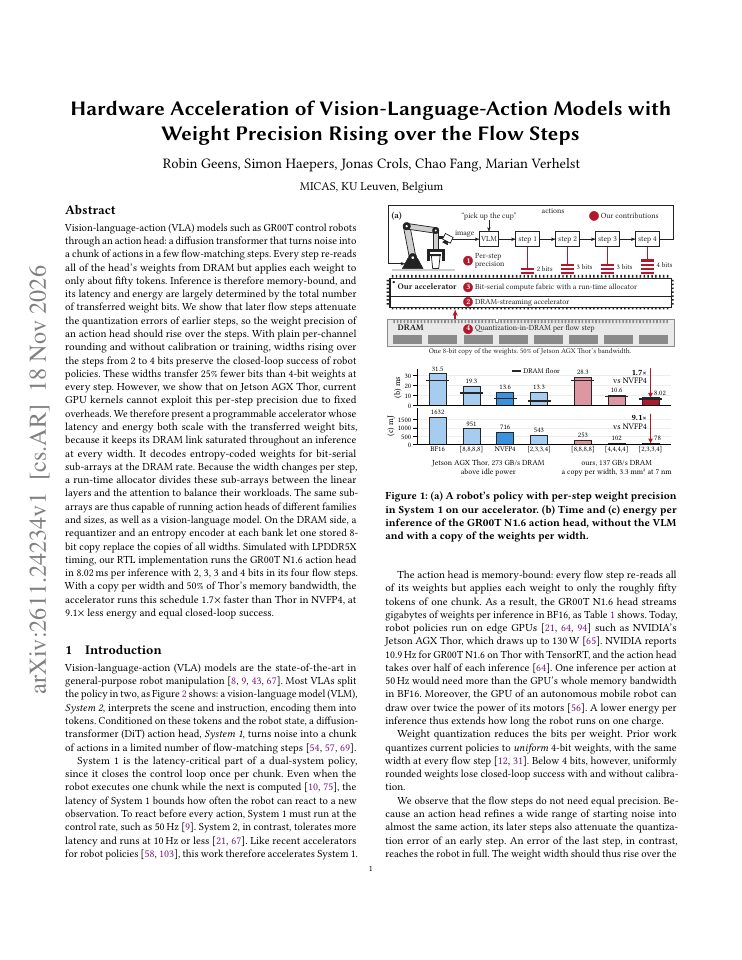 Hardware Acceleration of Vision-Language-Action Models with
Weight Precision Rising over the Flow Steps
Robin Geens, Simon Haepers, Jonas Crols, Chao Fang, Marian Verhelst
MICAS, KU Leuven, Belgium
arXiv:2611.24234v1 [cs.AR] 18 Nov 2026
Abstract
Vision-language-action (VLA) models such as GR00T control robots
through an action head: a diffusion transformer that turns noise into
a chunk of actions in a few flow-matching steps. Every step re-reads
all of the head's weights from DRAM but applies each weight to
only about fifty tokens. Inference is therefore memory-bound, and
its latency and energy are largely determined by the total number
of transferred weight bits. We show that later flow steps attenuate
the quantization errors of earlier steps, so the weight precision of
an action head should rise over the steps. With plain per-channel
rounding and without calibration or training, widths rising over
the steps from 2 to 4 bits preserve the closed-loop success of robot
policies. These widths transfer 25% fewer bits than 4-bit weights at
every step. However, we show that on Jetson AGX Thor, current
GPU kernels cannot exploit this per-step precision due to fixed
overheads. We therefore present a programmable accelerator whose
latency and energy both scale with the transferred weight bits,
because it keeps its DRAM link saturated throughout an inference
at every width. It decodes entropy-coded weights for bit-serial
sub-arrays at the DRAM rate. Because the width changes per step,
a run-time allocator divides these sub-arrays between the linear
layers and the attention to balance their workloads. The same sub-
arrays are thus capable of running action heads of different families
and sizes, as well as a vision-language model. On the DRAM side, a
requantizer and an entropy encoder at each bank let one stored 8-
bit copy replace the copies of all widths. Simulated with LPDDR5X
timing, our RTL implementation runs the GR00T N1.6 action head
in 8.02 ms per inference with 2, 3, 3 and 4 bits in its four flow steps.
With a copy per width and 50% of Thor's memory bandwidth, the
accelerator runs this schedule 1.7× faster than Thor in NVFP4, at
9.1× less energy and equal closed-loop success.
1 Introduction
Vision-language-action (VLA) models are the state-of-the-art in
general-purpose robot manipulation [8, 9, 43, 67]. Most VLAs split
the policy in two, as Figure 2 shows: a vision-language model (VLM),
System 2, interprets the scene and instruction, encoding them into
tokens. Conditioned on these tokens and the robot state, a diffusion-
transformer (DiT) action head, System 1, turns noise into a chunk
of actions in a limited number of flow-matching steps [54, 57, 69].
System 1 is the latency-critical part of a dual-system policy,
since it closes the control loop once per chunk. Even when the
robot executes one chunk while the next is computed [10, 75], the
latency of System 1 bounds how often the robot can react to a new
observation. To react before every action, System 1 must run at the
control rate, such as 50 Hz [9]. System 2, in contrast, tolerates more
latency and runs at 10 Hz or less [21, 67]. Like recent accelerators
for robot policies [58, 103], this work therefore accelerates System 1.
(a)
"pick up the cup"
actions
Our contributions
image
VLM
step 1
step 2
step 3
step 4
1 Per-step
precision
2 bits
3 bits
3 bits
4 bits
Our accelerator
3 Bit-serial compute fabric with a run-time allocator
2 DRAM-streaming accelerator
DRAM
4 Quantization-in-DRAM per flow step
One 8-bit copy of the weights. 50% of Jetson AGX Thor's bandwidth.
(b) ms
30
20
10
0
31.5
19.3
13.6
13.3
DRAM floor
28.3
10.6
8.02
1.7×
vs NVFP4
(c) mJ
1500
1000
500
0
1632
951
716
543
253
102
78
9.1×
vs NVFP4
BF16
[8,8,8,8]
NVFP4
[2,3,3,4]
[8,8,8,8]
[4,4,4,4]
[2,3,3,4]
Jetson AGX Thor, 273 GB/s DRAM
above idle power
ours, 137 GB/s DRAM
a copy per width, 3.3 mm² at 7 nm
Figure 1: (a) A robot's policy with per-step weight precision
in System 1 on our accelerator. (b) Time and (c) energy per
inference of the GR00T N1.6 action head, without the VLM
and with a copy of the weights per width.
The action head is memory-bound: every flow step re-reads all
of its weights but applies each weight to only the roughly fifty
tokens of one chunk. As a result, the GR00T N1.6 head streams
gigabytes of weights per inference in BF16, as Table 1 shows. Today,
robot policies run on edge GPUs [21, 64, 94] such as NVIDIA's
Jetson AGX Thor, which draws up to 130 W [65]. NVIDIA reports
10.9 Hz for GR00T N1.6 on Thor with TensorRT, and the action head
takes over half of each inference [64]. One inference per action at
50 Hz would need more than the GPU's whole memory bandwidth
in BF16. Moreover, the GPU of an autonomous mobile robot can
draw over twice the power of its motors [56]. A lower energy per
inference thus extends how long the robot runs on one charge.
Weight quantization reduces the bits per weight. Prior work
quantizes current policies to uniform 4-bit weights, with the same
width at every flow step [12, 31]. Below 4 bits, however, uniformly
rounded weights lose closed-loop success with and without calibra-
tion.
We observe that the flow steps do not need equal precision. Be-
cause an action head refines a wide range of starting noise into
almost the same action, its later steps also attenuate the quantiza-
tion error of an early step. An error of the last step, in contrast,
reaches the robot in full. The weight width should thus rise over the
1